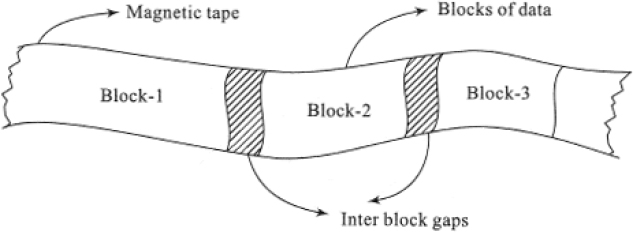 Magnetic tape
Blocks of data
Block-1
Block-2
Block-3
Inter block gaps